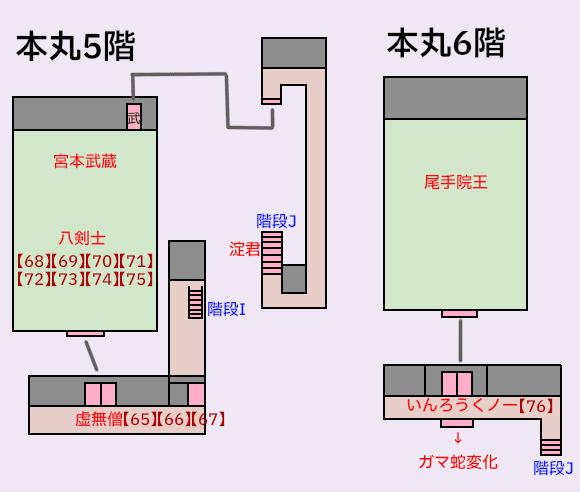 本丸5階
武
宮本武蔵
八剣士
【68】【69】【70】【71】
【72】【73】【74】【75】
階段I
虚無僧【65】【66】【67】
階段J
淀君
本丸6階
尾手院王
いんろうくノ一【76】
↓
ガマ蛇変化
階段J